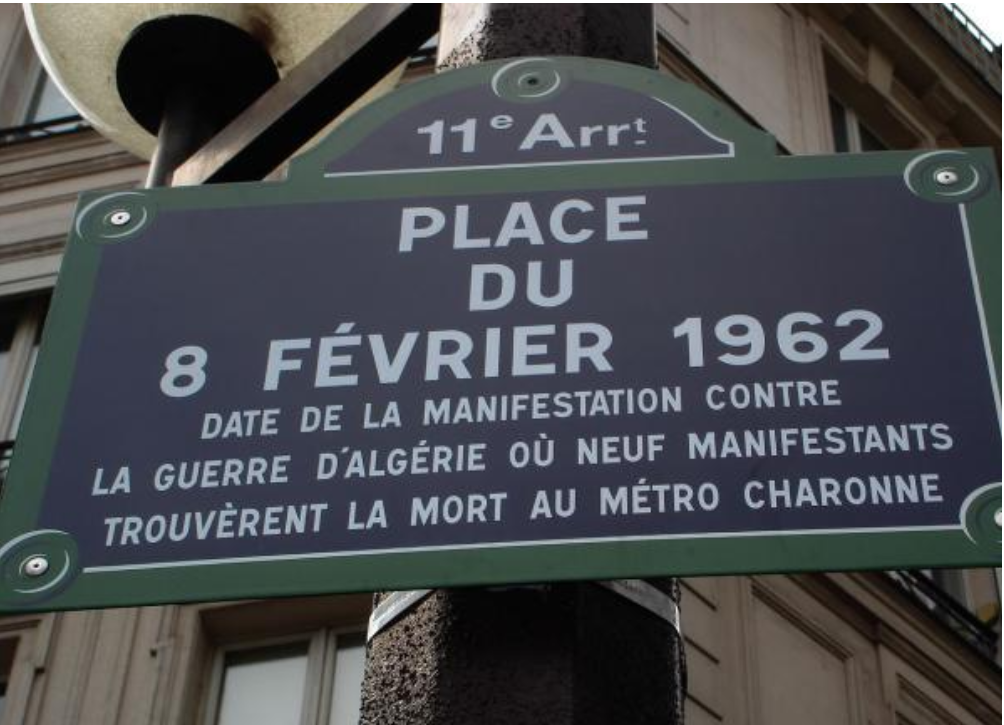 11e Arrt
PLACE
DU
8 FÉVRIER 1962
DATE DE LA MANIFESTATION CONTRE
LA GUERRE D'ALGÉRIE OÙ NEUF MANIFESTANTS
TROUVÈRENT LA MORT AU MÉTRO CHARONNE